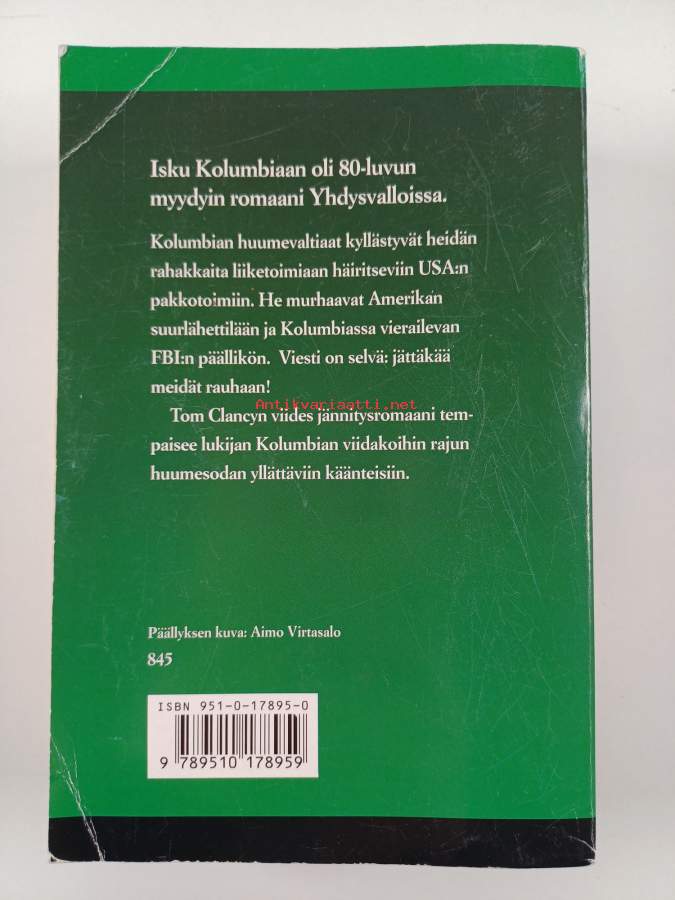 Isku Kolumbiaan oli 80-luvun
myydyin romaani Yhdysvalloissa.
Kolumbian huumevaltiaat kyllästyvät heidän
rahakkaita liiketoimiaan häiritseviin USA:n
pakkotoimiin. He murhaavat Amerikan
suurlähettilään ja Kolumbiassa vierailevan
FBI:n päällikön. Viesti on selvä: jättäkää
meidät rauhaan!
Antikvariaatti.net
Tom Clancyn viides jännitysromaani tem-
paisee lukijan Kolumbian viidakoihin rajun
huumesodan yllättäviin käänteisiin.
Päällyksen kuva: Aimo Virtasalo
845
ISBN 951-0-17895-0
9 789510 178959